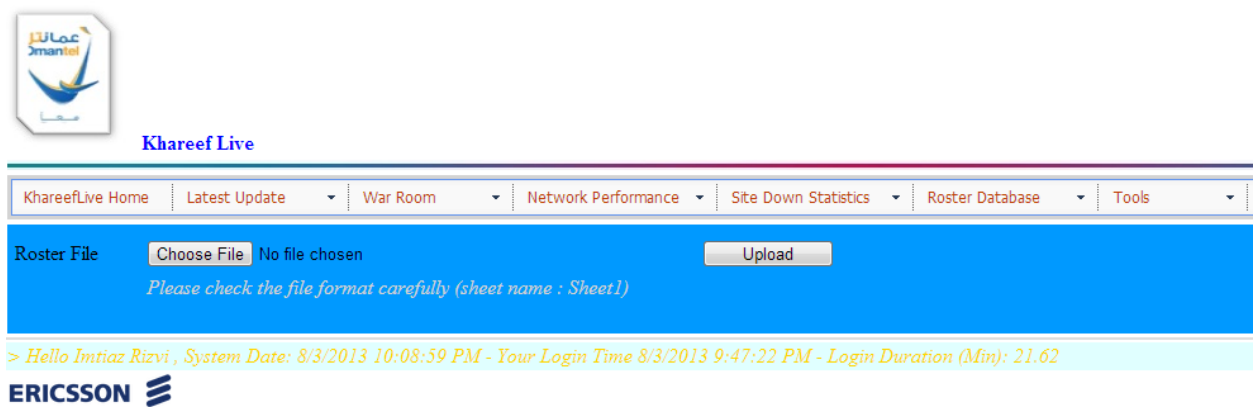 عمانتل
Omantel
معـاً
Khareef Live
KhareefLive Home Latest Update War Room Network Performance Site Down Statistics Roster Database Tools
Roster File Choose File No file chosen Upload
Please check the file format carefully (sheet name : Sheet1)
> Hello Imtiaz Rizvi , System Date: 8/3/2013 10:08:59 PM - Your Login Time 8/3/2013 9:47:22 PM - Login Duration (Min): 21.62
ERICSSON